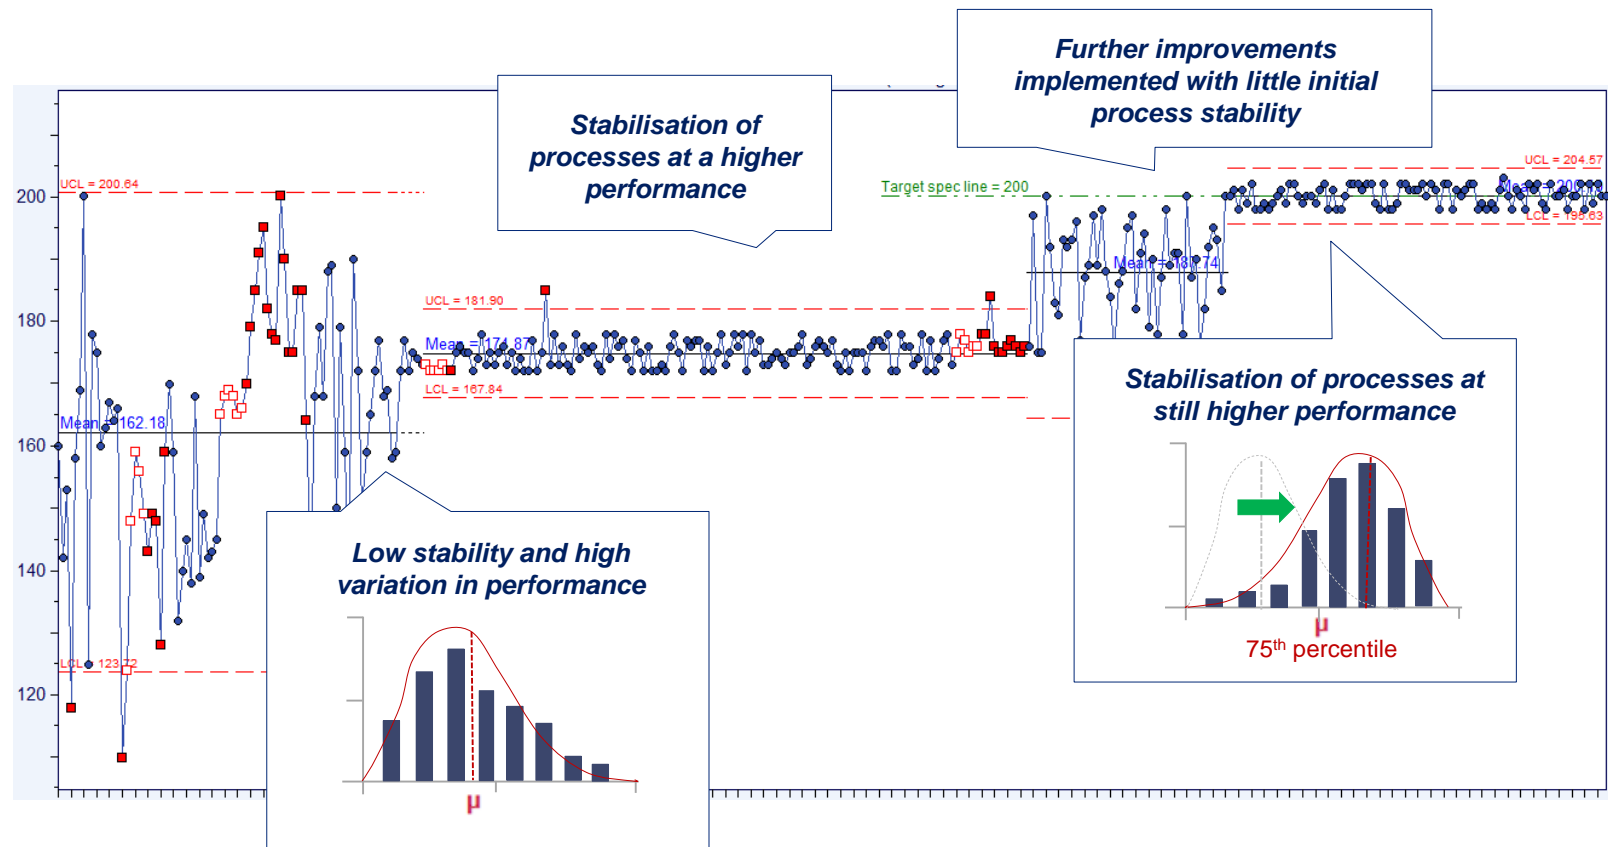 Further improvements
implemented with little initial
process stability
Stabilisation of
processes at a higher
performance
UCL = 204.57
UCL = 200.64
Target spec line = 200
200
LCL = 195.63
Mean = 187.74
UCL = 181.90
180
Mean = 174.87
LCL = 167.84
Mean = 162.18
160
Stabilisation of processes at
still higher performance
μ
75th percentile
Low stability and high
variation in performance
μ
140
LCL = 123.72
120